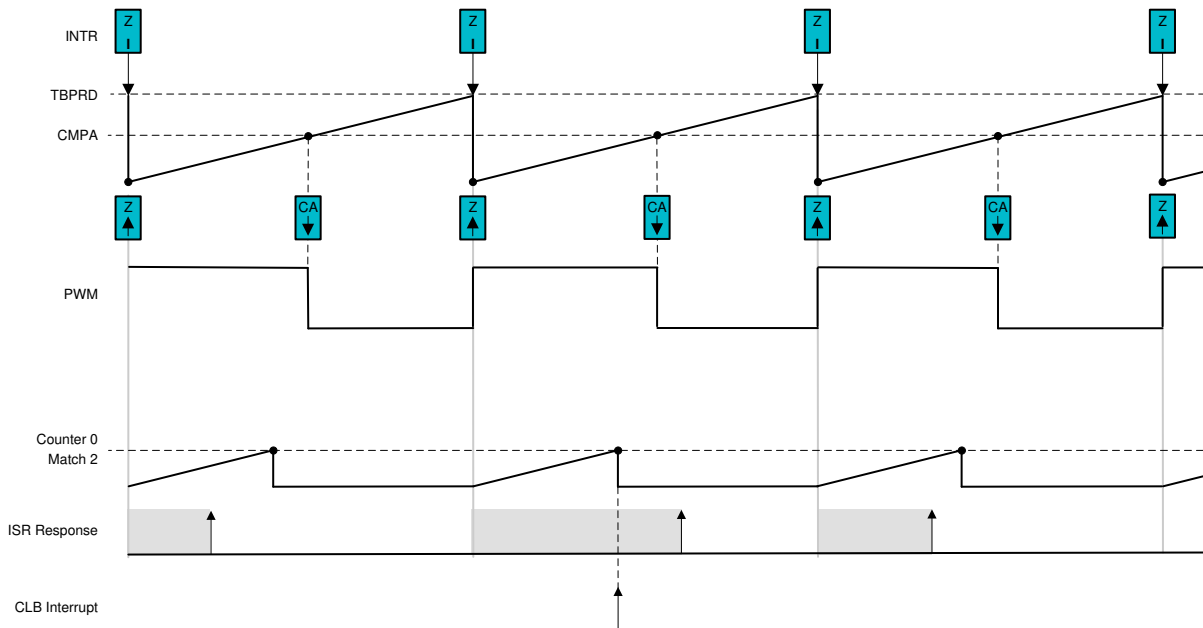 Z Z Z Z
INTR
I I I I
TBPRD
CMPA
Z CA Z CA Z CA Z
PWM
Counter 0
Match 2
ISR Response
CLB Interrupt